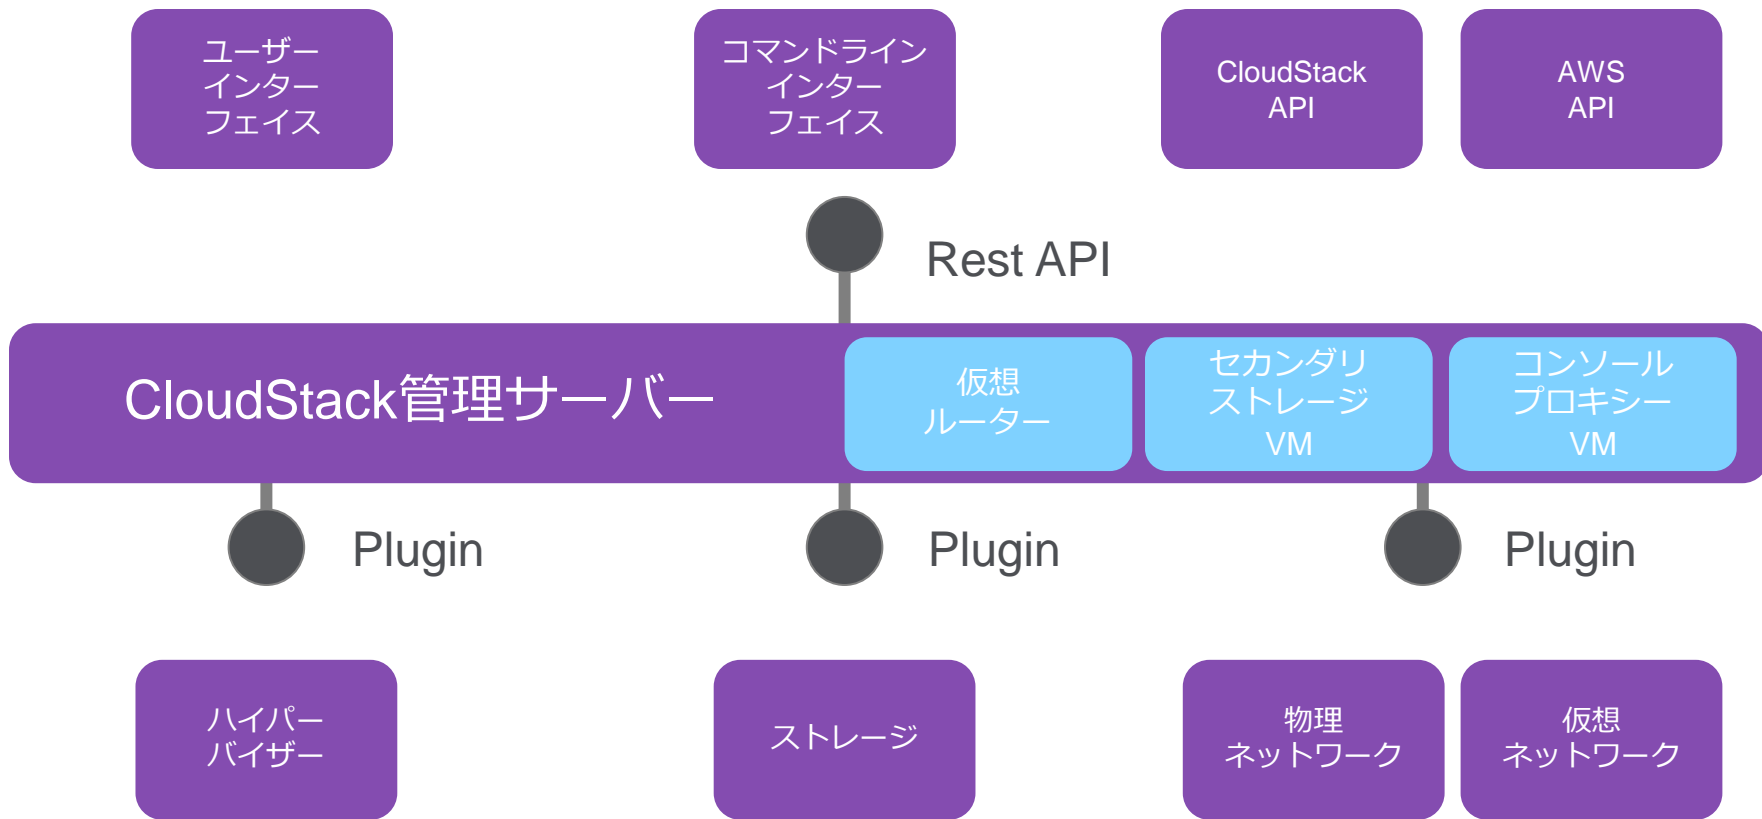 ユーザー
インター
フェイス
コマンドライン
インター
フェイス
CloudStack
API
AWS
API
Rest API
CloudStack管理サーバー
仮想
ルーター
セカンダリ
ストレージ
VM
コンソール
プロキシー
VM
Plugin
Plugin
Plugin
ハイパー
バイザー
ストレージ
物理
ネットワーク
仮想
ネットワーク